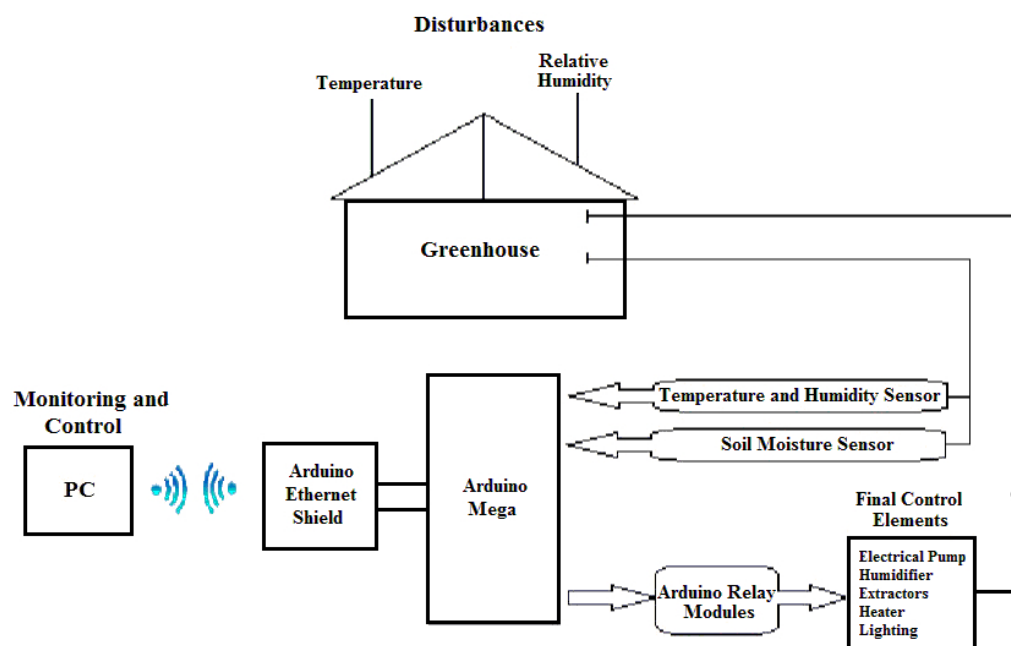 Disturbances
Temperature
Relative
Humidity
Greenhouse
Monitoring and
Control
PC
Arduino
Ethernet
Shield
Arduino
Mega
Temperature and Humidity Sensor
Soil Moisture Sensor
Arduino Relay
Modules
Final Control
Elements
Electrical Pump
Humidifier
Extractors
Heater
Lighting